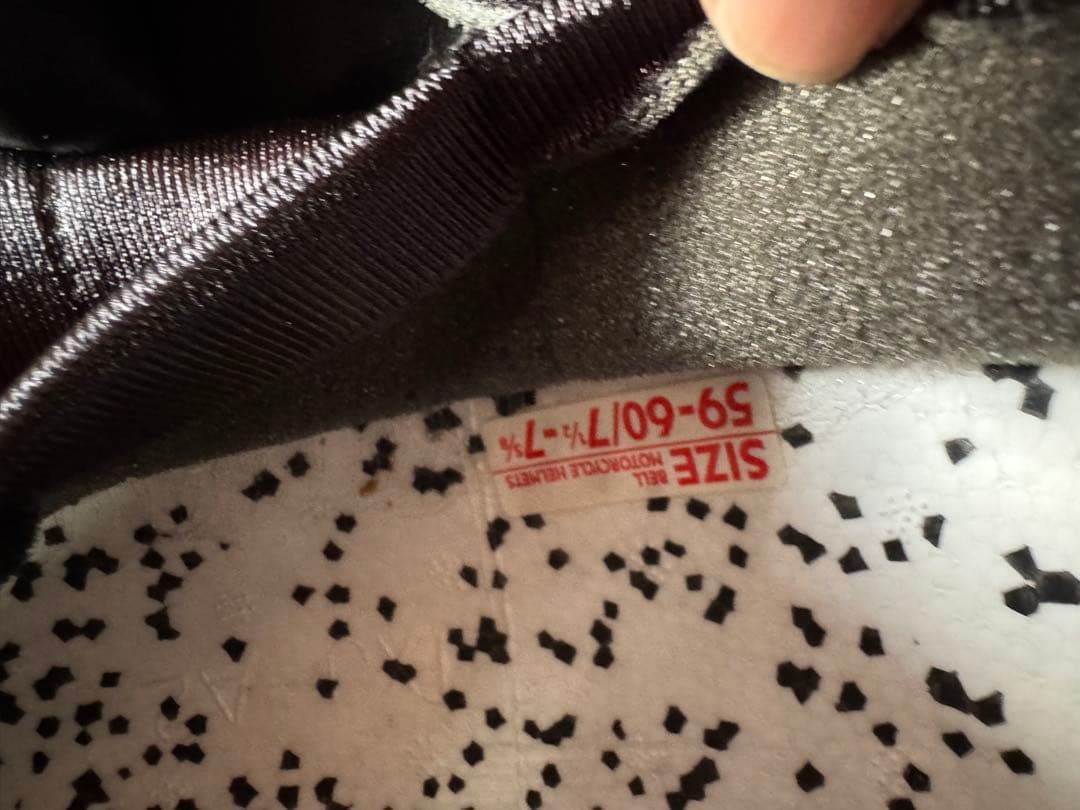 SIZE BELL MOTORCYCLE HELMETS
59-60/7½-7⅝